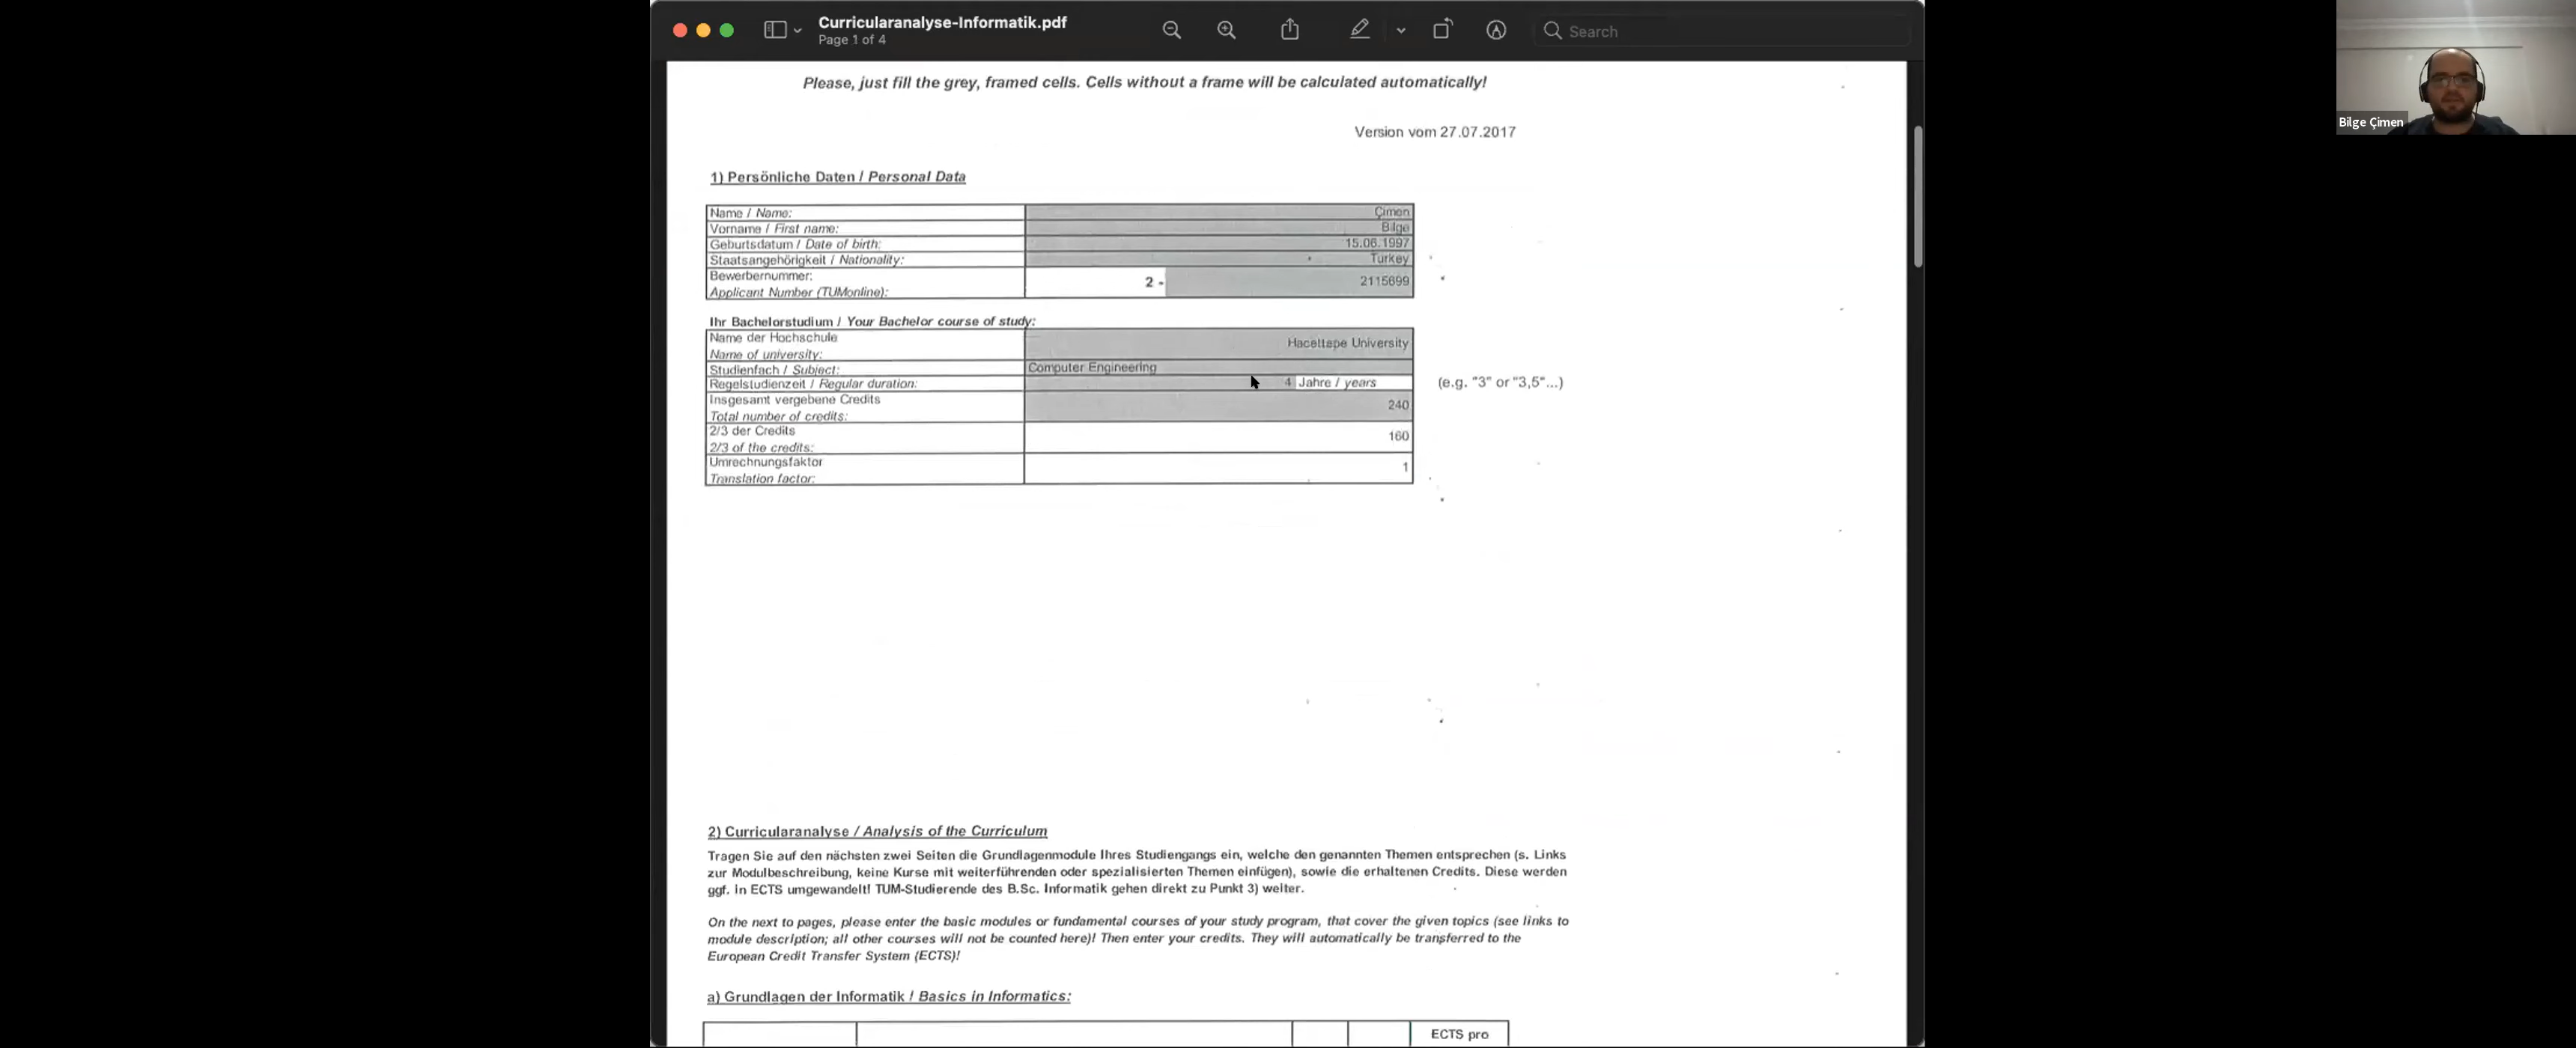 Curricularanalyse-Informatik.pdf
Page 1 of 4
Search
Bilge Çimen
Please, just fill the grey, framed cells. Cells without a frame will be calculated automatically!
Version vom 27.07.2017
1) Persönliche Daten / Personal Data
Name / Name: Çimen
Vorname / First name: Bilge
Geburtsdatum / Date of birth: 15.06.1997
Staatsangehörigkeit / Nationality: Turkey
Bewerbernummer:
Applicant Number (TUMonline): 2 - 2115699
Ihr Bachelorstudium / Your Bachelor course of study:
Name der Hochschule
Name of university: Hacettepe University
Studienfach / Subject: Computer Engineering
Regelstudienzeit / Regular duration: 4 Jahre / years (e.g. "3" or "3,5"...)
Insgesamt vergebene Credits
Total number of credits: 240
2/3 der Credits
2/3 of the credits: 160
Umrechnungsfaktor
Translation factor: 1
2) Curricularanalyse / Analysis of the Curriculum
Tragen Sie auf den nächsten zwei Seiten die Grundlagenmodule Ihres Studiengangs ein, welche den genannten Themen entsprechen (s. Links
zur Modulbeschreibung, keine Kurse mit weiterführenden oder spezialisierten Themen einfügen), sowie die erhaltenen Credits. Diese werden
ggf. in ECTS umgewandelt! TUM-Studierende des B.Sc. Informatik gehen direkt zu Punkt 3) weiter.
On the next to pages, please enter the basic modules or fundamental courses of your study program, that cover the given topics (see links to
module description; all other courses will not be counted here)! Then enter your credits. They will automatically be transferred to the
European Credit Transfer System (ECTS)!
a) Grundlagen der Informatik / Basics in Informatics:
ECTS pro